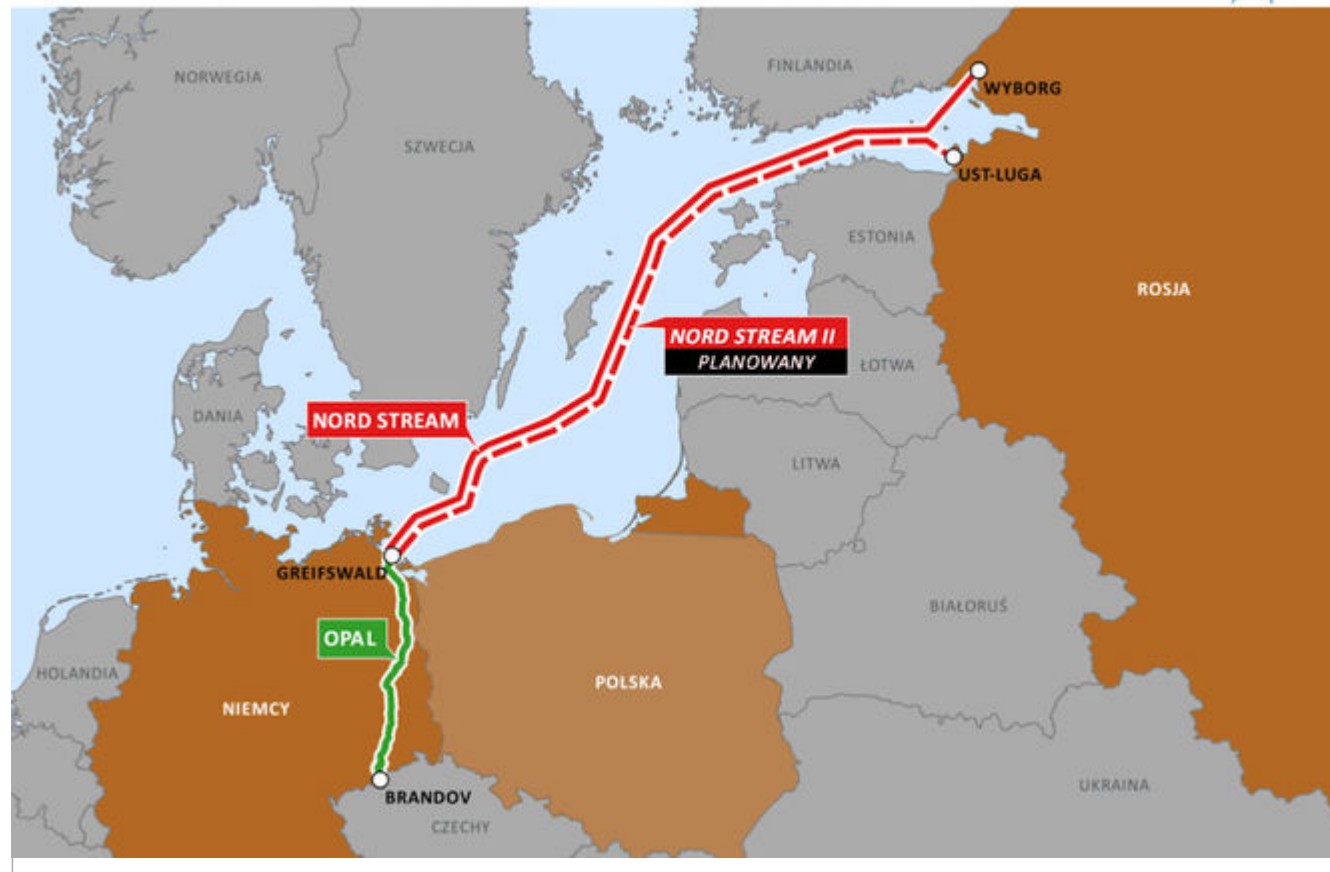 NORWEGIA
FINLANDIA
WYBORG
SZWECJA
UST-LUGA
ESTONIA
ROSJA
NORD STREAM II
PLANOWANY
ŁOTWA
DANIA
NORD STREAM
LITWA
GREIFSWALD
BIAŁORUŚ
OPAL
HOLANDIA
POLSKA
NIEMCY
UKRAINA
BRANDOV
CZECHY